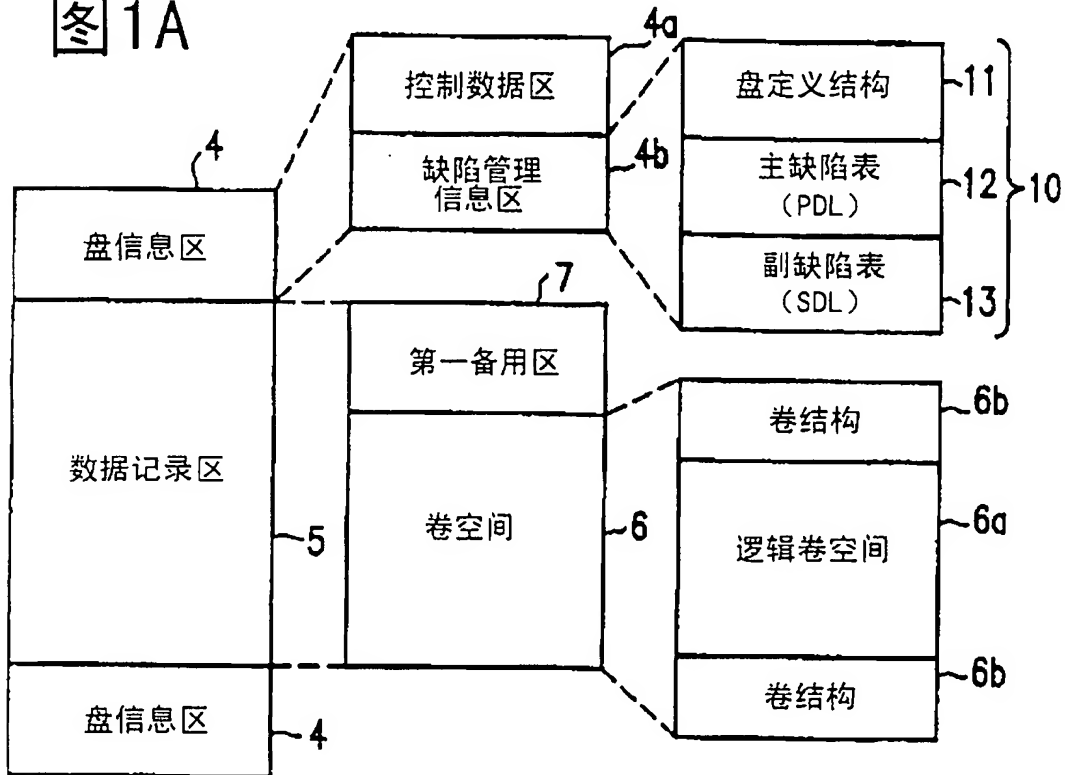 图1A
4
盘信息区
数据记录区
5
盘信息区
4
4a
控制数据区
4b
缺陷管理
信息区
7
第一备用区
卷空间
6
盘定义结构
11
主缺陷表
(PDL)
12
副缺陷表
(SDL)
13
10
卷结构
6b
逻辑卷空间
6a
卷结构
6b